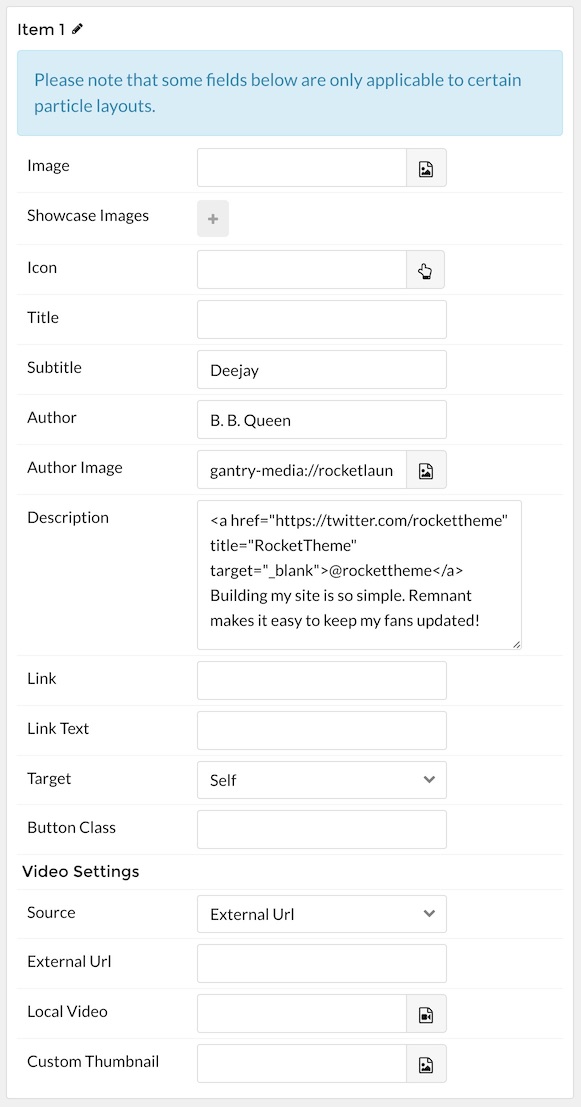 Item 1
Please note that some fields below are only applicable to certain
particle layouts.
Image
Showcase Images
+
Icon
Title
Subtitle
Deejay
Author
B. B. Queen
Author Image
gantry-media://rocketlaun
Description
<a href="https://twitter.com/rockettheme"
title="RocketTheme"
target="_blank">@rockettheme</a>
Building my site is so simple. Remnant
makes it easy to keep my fans updated!
Link
Link Text
Target
Self
Button Class
Video Settings
Source
External Url
External Url
Local Video
Custom Thumbnail